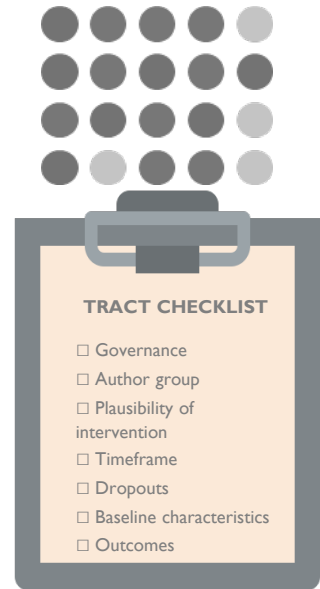 TRACT CHECKLIST
☐ Governance
☐ Author group
☐ Plausibility of
intervention
☐ Timeframe
☐ Dropouts
☐ Baseline characteristics
☐ Outcomes